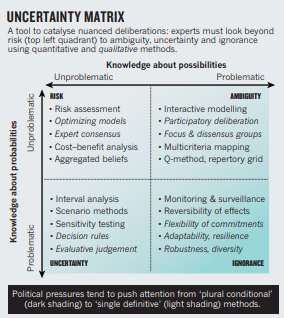 UNCERTAINTY MATRIX
A tool to catalyse nuanced deliberations: experts must look beyond
risk (top left quadrant) to ambiguity, uncertainty and ignorance
using quantitative and qualitative methods.
Knowledge about possibilities
Unproblematic
Problematic
Knowledge about probabilities
Unproblematic
Problematic
RISK
• Risk assessment
• Optimizing models
• Expert consensus
• Cost–benefit analysis
• Aggregated beliefs
AMBIGUITY
• Interactive modelling
• Participatory deliberation
• Focus & dissensus groups
• Multicriteria mapping
• Q-method, repertory grid
• Interval analysis
• Scenario methods
• Sensitivity testing
• Decision rules
• Evaluative judgement
UNCERTAINTY
• Monitoring & surveillance
• Reversibility of effects
• Flexibility of commitments
• Adaptability, resilience
• Robustness, diversity
IGNORANCE
Political pressures tend to push attention from ‘plural conditional’
(dark shading) to ‘single definitive’ (light shading) methods.